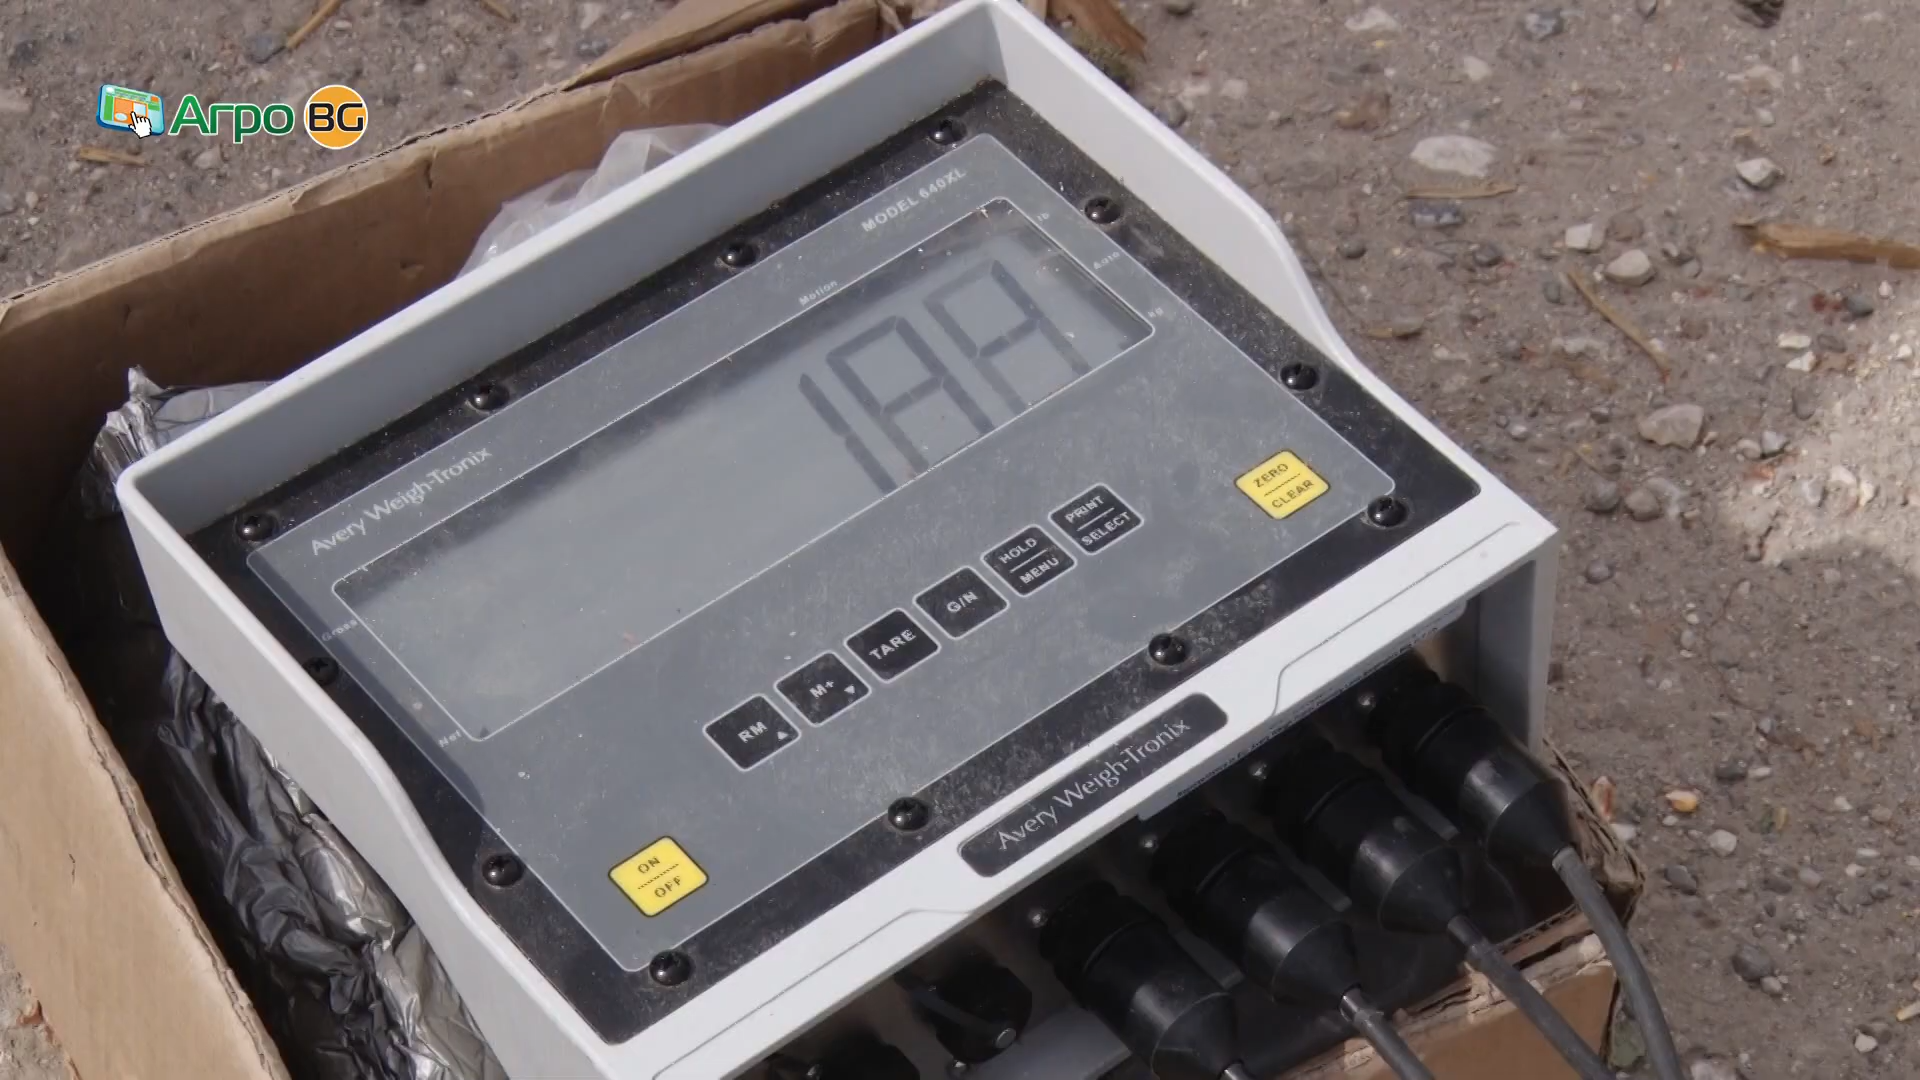 Агро BG
MODEL 640XL
lb
Motion
Auto
kg
Avery Weigh-Tronix
Gross
Net
ZERO
CLEAR
PRINT
SELECT
HOLD
MENU
G/N
TARE
M+
RM
ON
OFF
Avery Weigh-Tronix